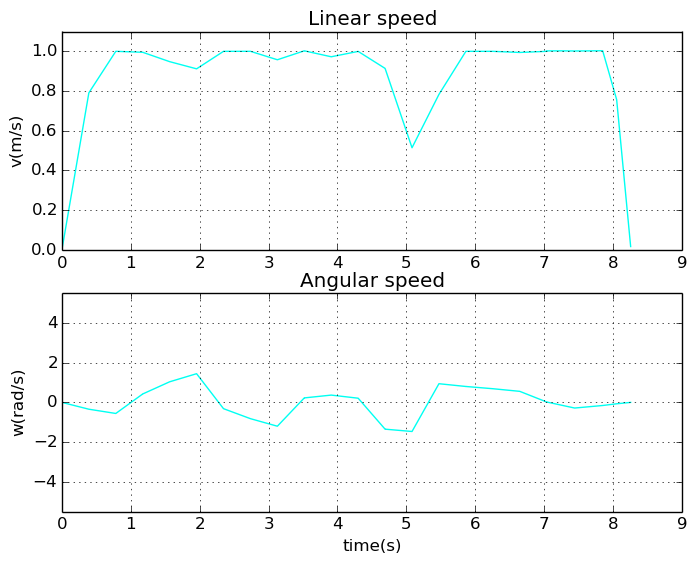 Linear speed
1.0
0.8
0.6
0.4
0.2
0.0
v(m/s)
0 1 2 3 4 5 6 7 8 9
Angular speed
4
2
0
−2
−4
w(rad/s)
0 1 2 3 4 5 6 7 8 9
time(s)